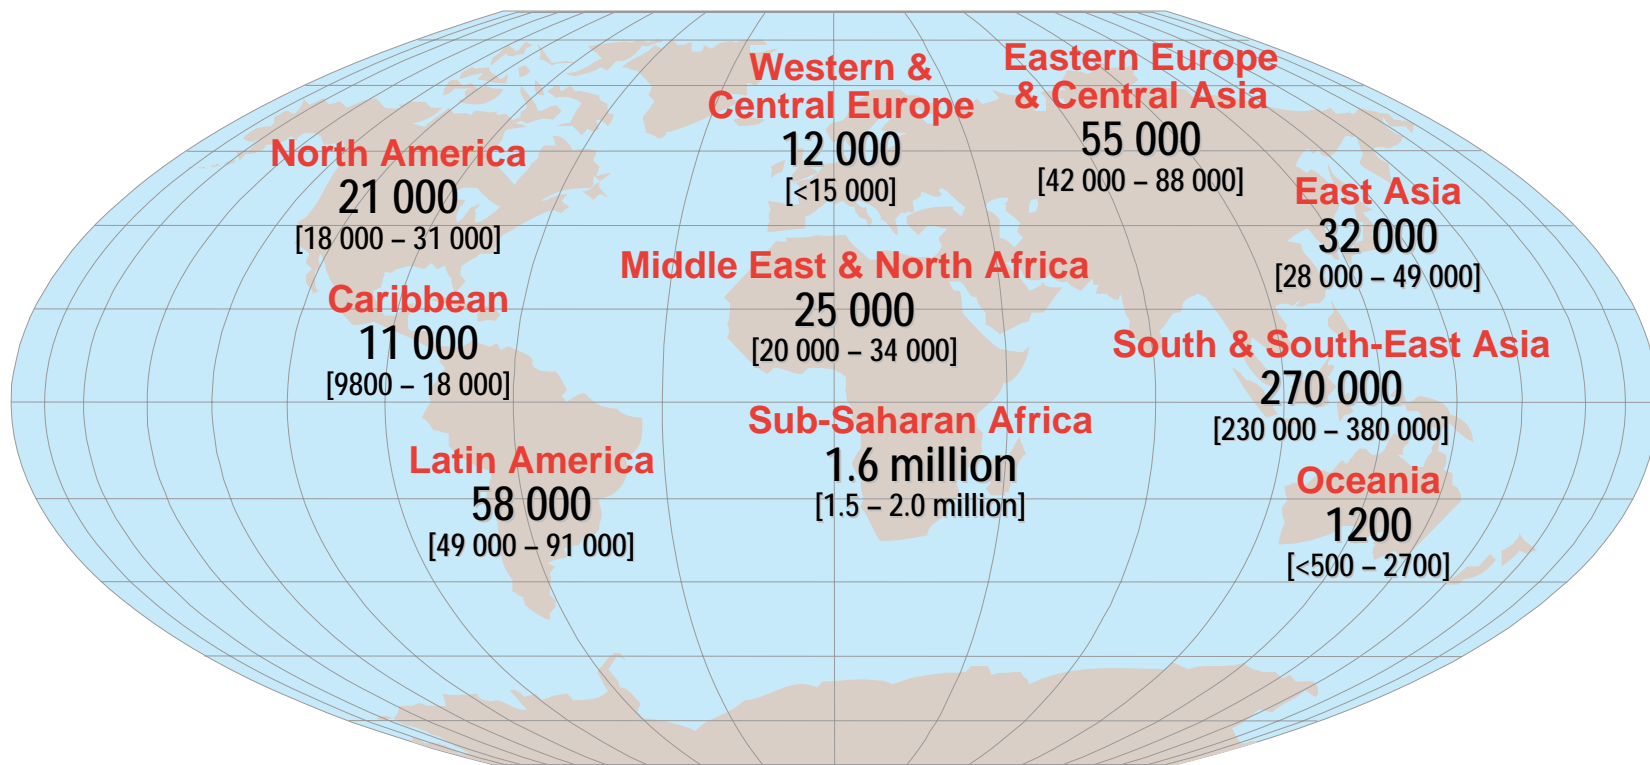 Western &
Central Europe
12 000
[<15 000]
Eastern Europe
& Central Asia
55 000
[42 000 – 88 000]
North America
21 000
[18 000 – 31 000]
East Asia
32 000
[28 000 – 49 000]
Middle East & North Africa
25 000
[20 000 – 34 000]
Caribbean
11 000
[9800 – 18 000]
South & South-East Asia
270 000
[230 000 – 380 000]
Sub-Saharan Africa
1.6 million
[1.5 – 2.0 million]
Latin America
58 000
[49 000 – 91 000]
Oceania
1200
[<500 – 2700]